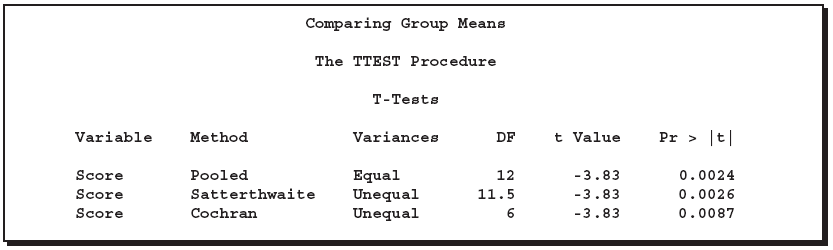 Comparing Group Means
The TTEST Procedure
T-Tests
Variable Method Variances DF t Value Pr > |t|
Score Pooled Equal 12 -3.83 0.0024
Score Satterthwaite Unequal 11.5 -3.83 0.0026
Score Cochran Unequal 6 -3.83 0.0087